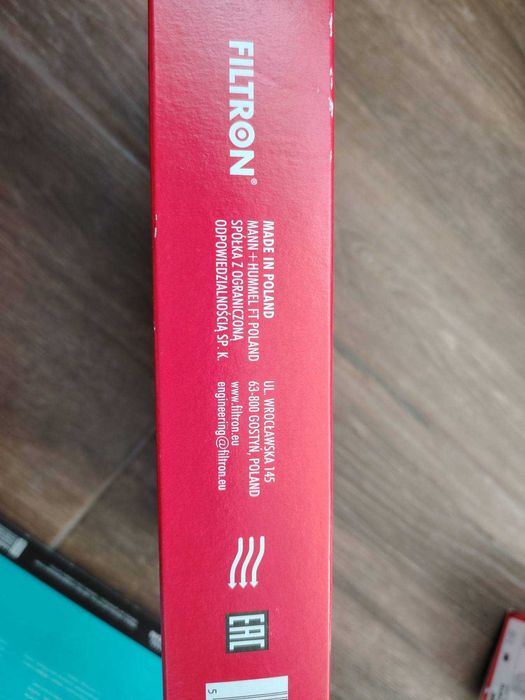 FILTRON®
MADE IN POLAND
MANN + HUMMEL FT POLAND
SPÓŁKA Z OGRANICZONĄ
ODPOWIEDZIALNOŚCIĄ SP. K.
UL. WROCŁAWSKA 145
63-800 GOSTYŃ, POLAND
www.filtron.eu
engineering@filtron.eu
EAC
5